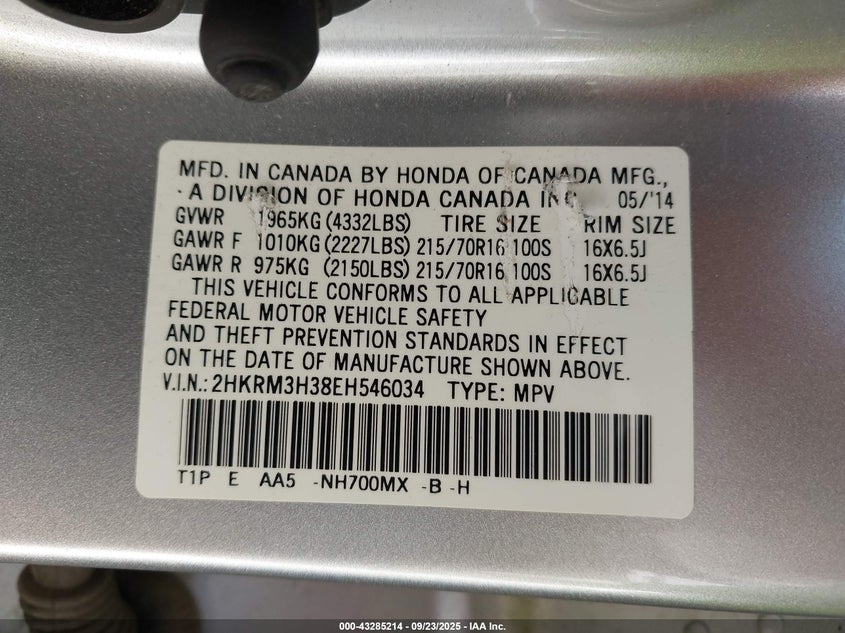 MFD. IN CANADA BY HONDA OF CANADA MFG.,
A DIVISION OF HONDA CANADA INC. 05/'14
GVWR 1965KG (4332LBS) TIRE SIZE RIM SIZE
GAWR F 1010KG (2227LBS) 215/70R16 100S 16X6.5J
GAWR R 975KG (2150LBS) 215/70R16 100S 16X6.5J
THIS VEHICLE CONFORMS TO ALL APPLICABLE
FEDERAL MOTOR VEHICLE SAFETY
AND THEFT PREVENTION STANDARDS IN EFFECT
ON THE DATE OF MANUFACTURE SHOWN ABOVE.
V.I.N.: 2HKRM3H38EH546034 TYPE: MPV
T1P E AA5 -NH700MX -B -H
000-43285214 - 09/23/2025 - IAA Inc.